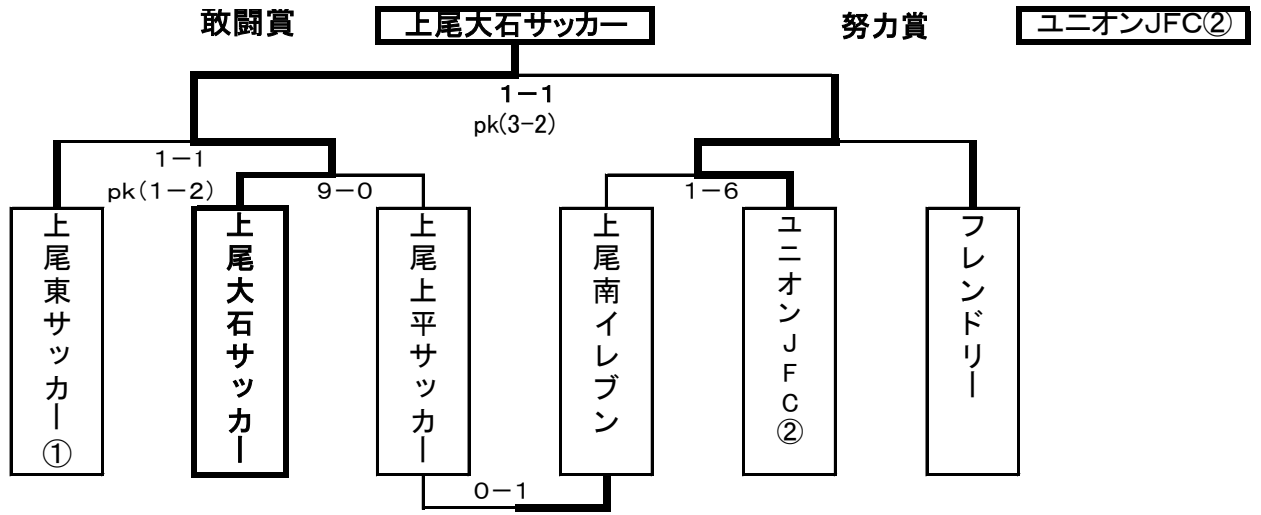 敢闘賞 上尾大石サッカー 努力賞 ユニオンJFC②
1－1
pk(3-2)
1－1
pk(1－2) 9－0 1－6
上尾東サッカー①
上尾大石サッカー
上尾上平サッカー
上尾南イレブン
ユニオンJFC②
フレンドリー
0－1